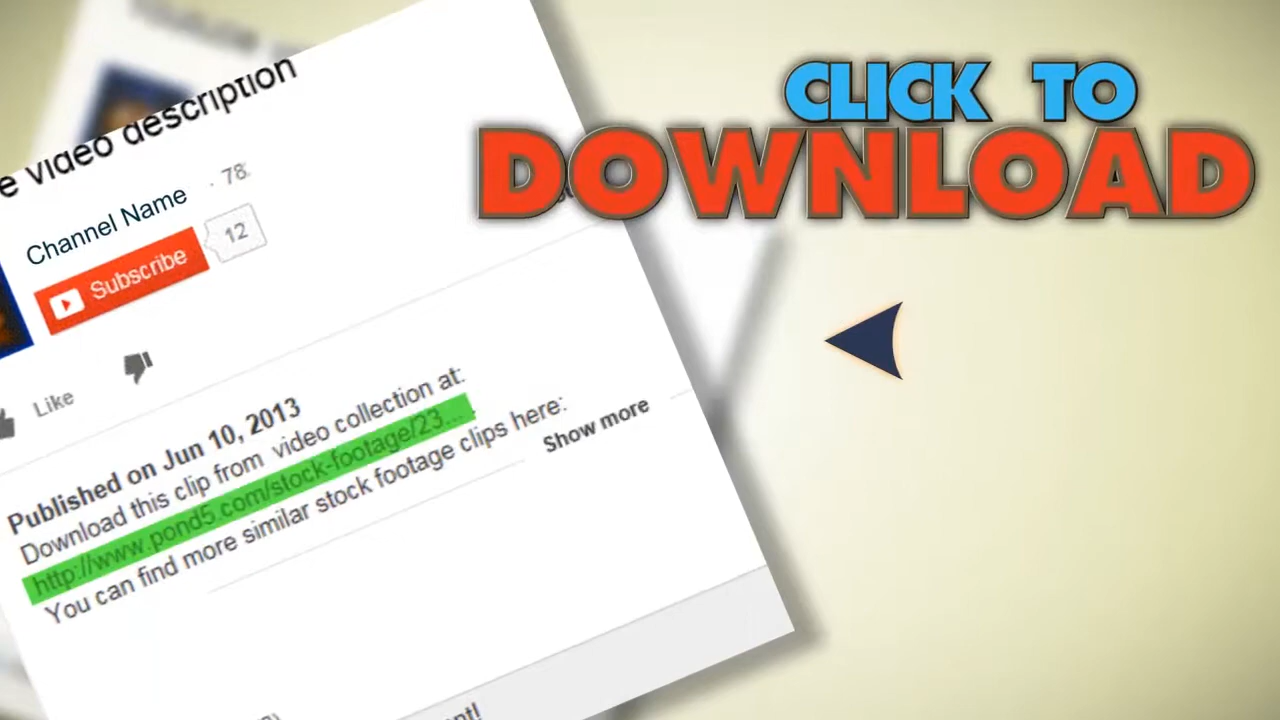 CLICK TO
DOWNLOAD
e video description
Channel Name
78
Subscribe
12
Like
Published on Jun 10, 2013
Download this clip from video collection at:
http://www.pond5.com/stock-footage/23...
You can find more similar stock footage clips here:
Show more